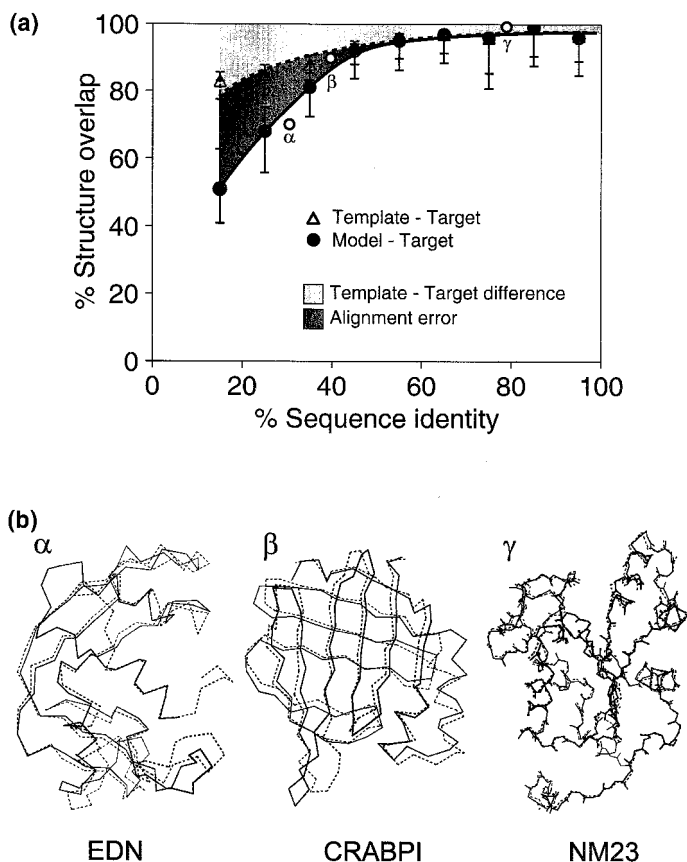 (a)
100
80
60
40
20
0
% Structure overlap
α
β
γ
Template - Target
Model - Target
Template - Target difference
Alignment error
0 20 40 60 80 100
% Sequence identity
(b)
α β γ
EDN CRABPI NM23